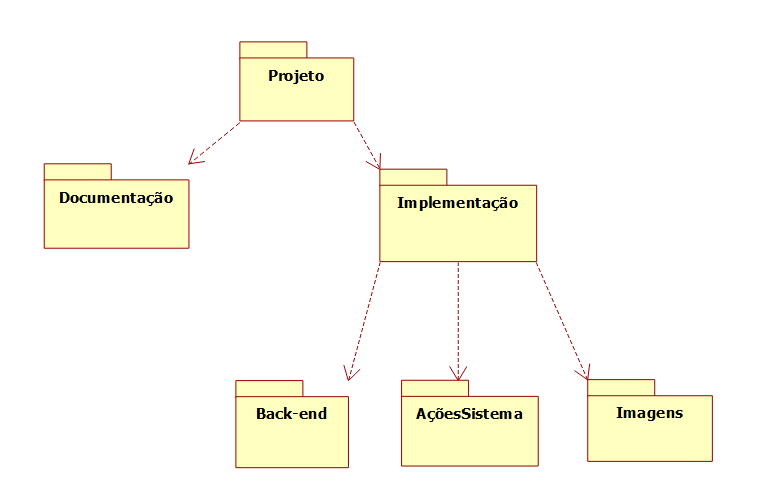 Projeto
Documentação
Implementação
Back-end
AçõesSistema
Imagens